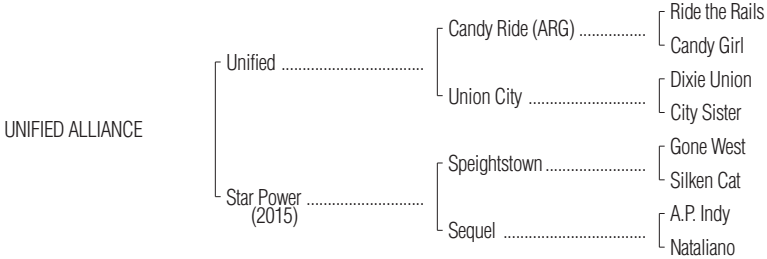 Ride the Rails
Candy Ride (ARG) ................
Candy Girl
Unified ..................................
Dixie Union
Union City ............................
City Sister
UNIFIED ALLIANCE
Gone West
Speightstown ........................
Silken Cat
Star Power ............................
(2015)
A.P. Indy
Sequel ..................................
Nataliano